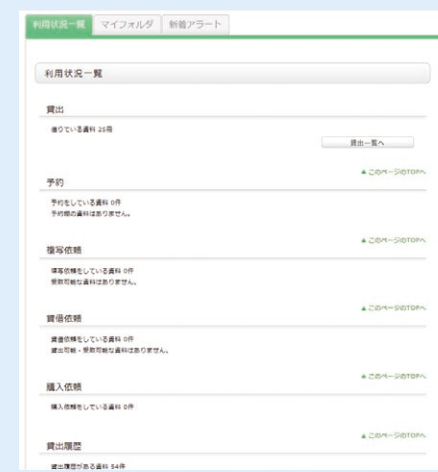 利用状況一覧 マイフォルダ 新着アラート
利用状況一覧
貸出
借りている資料 25冊
貸出一覧へ
▲ このページのTOPへ
予約
予約をしている資料 0件
予約順の資料はありません。
▲ このページのTOPへ
複写依頼
複写依頼をしている資料 0件
受取可能な資料はありません。
▲ このページのTOPへ
貸借依頼
貸借依頼をしている資料 0件
貸出可能・受取可能な資料はありません。
▲ このページのTOPへ
購入依頼
購入依頼をしている資料 0件
▲ このページのTOPへ
貸出履歴
貸出履歴がある資料 54件